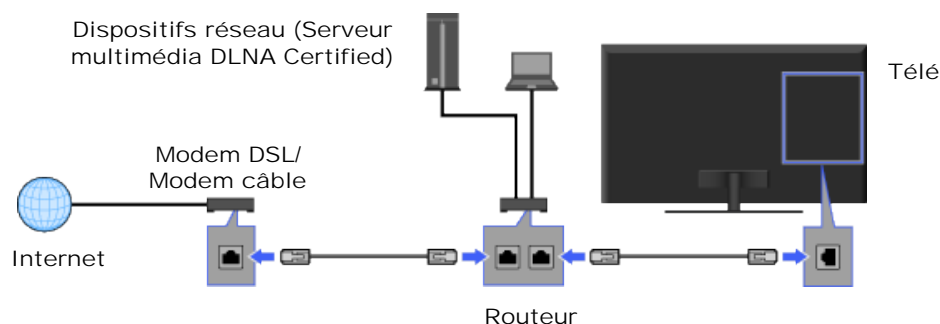 Dispositifs réseau (Serveur
multimédia DLNA Certified)
Télé
Modem DSL/
Modem câble
Internet
Routeur